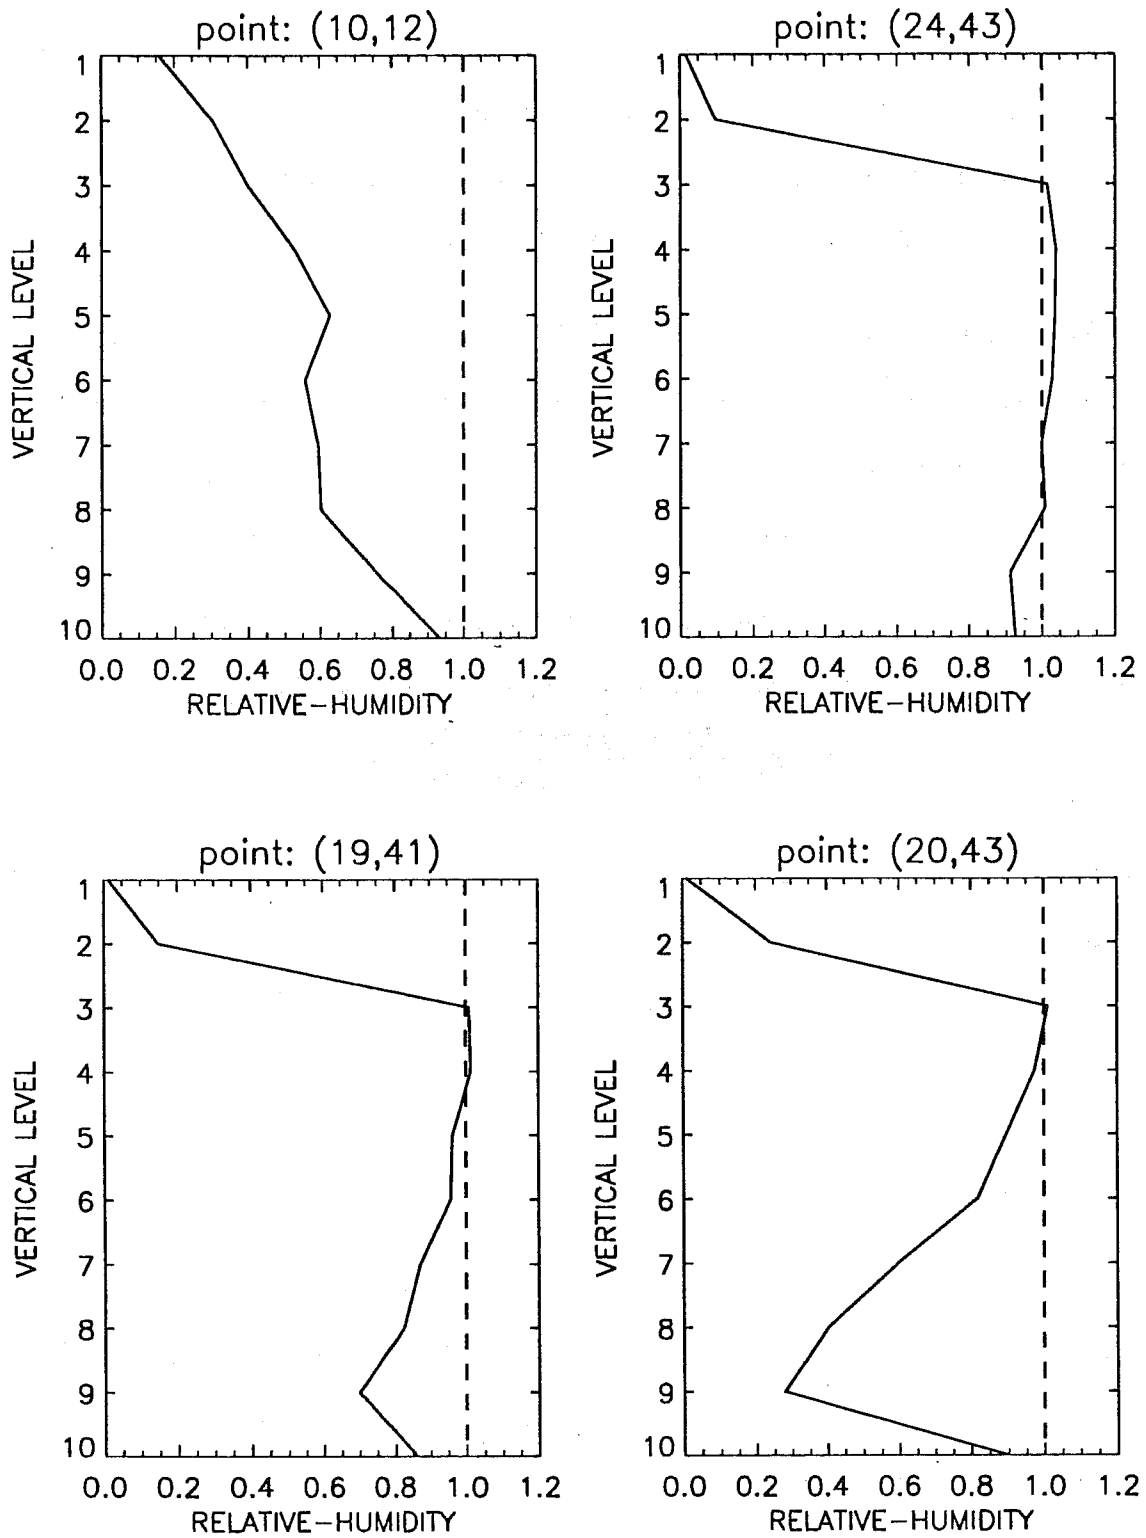 point: (10,12)
1
2
3
4
5
6
7
8
9
10
VERTICAL LEVEL
0.0 0.2 0.4 0.6 0.8 1.0 1.2
RELATIVE-HUMIDITY
point: (24,43)
1
2
3
4
5
6
7
8
9
10
VERTICAL LEVEL
0.0 0.2 0.4 0.6 0.8 1.0 1.2
RELATIVE-HUMIDITY
point: (19,41)
1
2
3
4
5
6
7
8
9
10
VERTICAL LEVEL
0.0 0.2 0.4 0.6 0.8 1.0 1.2
RELATIVE-HUMIDITY
point: (20,43)
1
2
3
4
5
6
7
8
9
10
VERTICAL LEVEL
0.0 0.2 0.4 0.6 0.8 1.0 1.2
RELATIVE-HUMIDITY